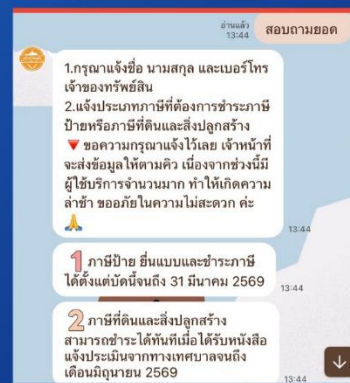 อ่านแล้ว
13:44
สอบถามยอด
1.กรุณาแจ้งชื่อ นามสกุล และเบอร์โทร
เจ้าของทรัพย์สิน
2.แจ้งประเภทภาษีที่ต้องการชำระภาษี
ป้ายหรือภาษีที่ดินและสิ่งปลูกสร้าง
🔻 ขอความกรุณาแจ้งไว้เลย เจ้าหน้าที่
จะส่งข้อมูลให้ตามคิว เนื่องจากช่วงนี้มี
ผู้ใช้บริการจำนวนมาก ทำให้เกิดความ
ล่าช้า ขออภัยในความไม่สะดวก ค่ะ
🙏
13:44
1 ภาษีป้าย ยื่นแบบและชำระภาษี
ได้ตั้งแต่บัดนี้จนถึง 31 มีนาคม 2569
13:44
2 ภาษีที่ดินและสิ่งปลูกสร้าง
สามารถชำระได้ทันทีเมื่อได้รับหนังสือ
แจ้งประเมินจากทางเทศบาลจนถึง
เดือนมิถุนายน 2569
13:44